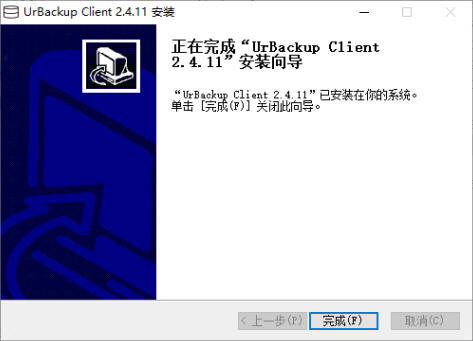 UrBackup Client 2.4.11 安装
正在完成“UrBackup Client
2.4.11”安装向导
“UrBackup Client 2.4.11”已安装在你的系统。
单击 [完成(F)] 关闭此向导。
< 上一步(P)
完成(F)
取消(C)